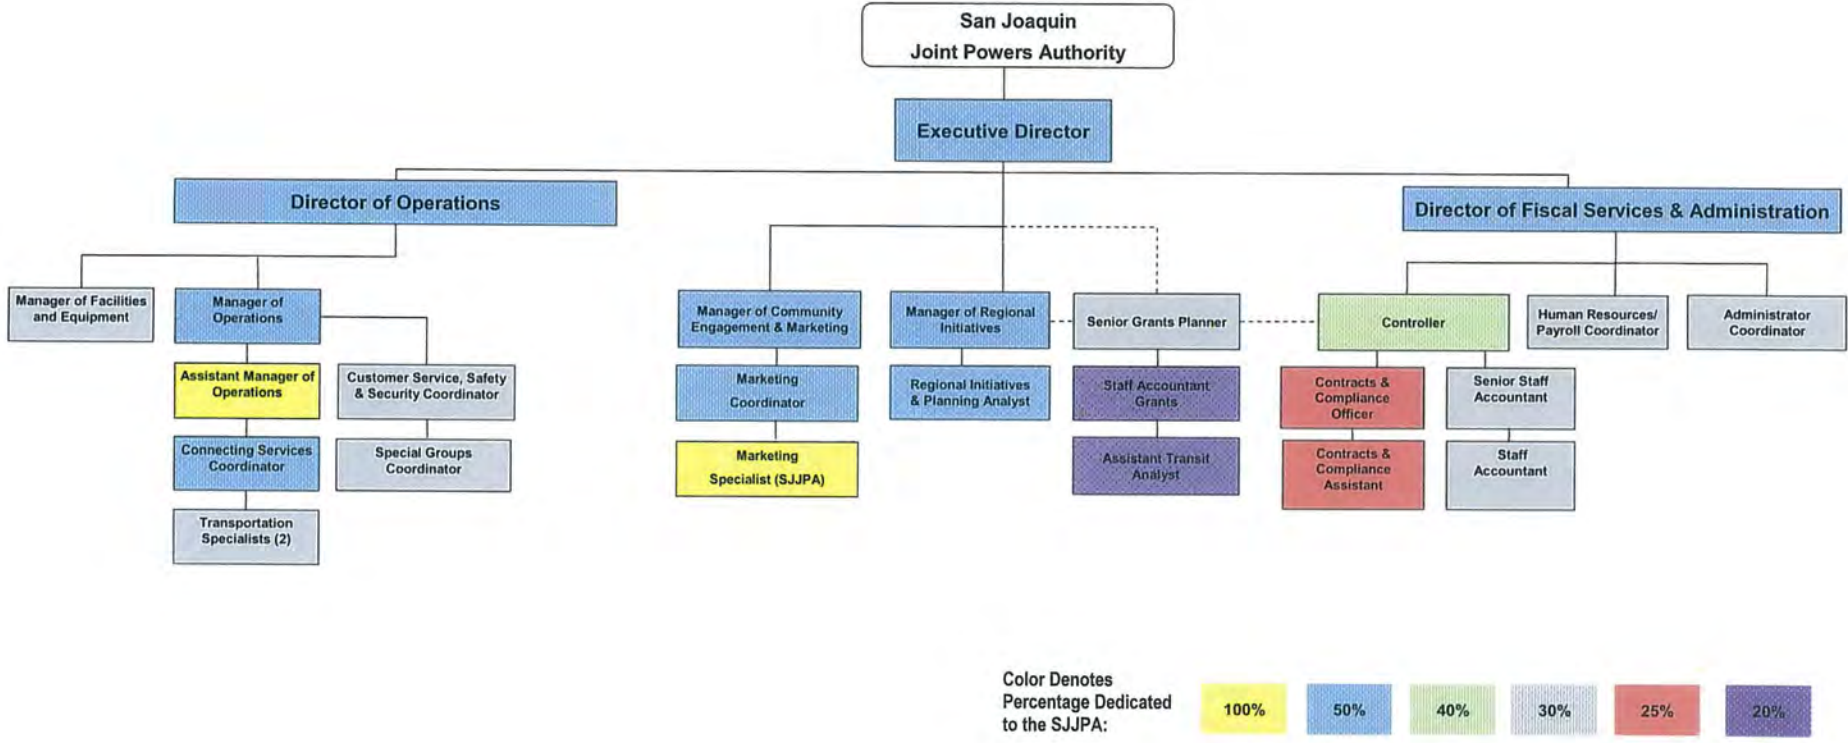 San Joaquin
Joint Powers Authority
Executive Director
Director of Operations
Director of Fiscal Services & Administration
Manager of Facilities
and Equipment
Manager of
Operations
Manager of Community
Engagement & Marketing
Manager of Regional
Initiatives
Senior Grants Planner
Controller
Human Resources/
Payroll Coordinator
Administrator
Coordinator
Assistant Manager of
Operations
Customer Service, Safety
& Security Coordinator
Marketing
Coordinator
Regional Initiatives
& Planning Analyst
Staff Accountant
Grants
Contracts &
Compliance
Officer
Senior Staff
Accountant
Connecting Services
Coordinator
Special Groups
Coordinator
Marketing
Specialist (SJJPA)
Assistant Transit
Analyst
Contracts &
Compliance
Assistant
Staff
Accountant
Transportation
Specialists (2)
Color Denotes
Percentage Dedicated
to the SJJPA:
100%
50%
40%
30%
25%
20%